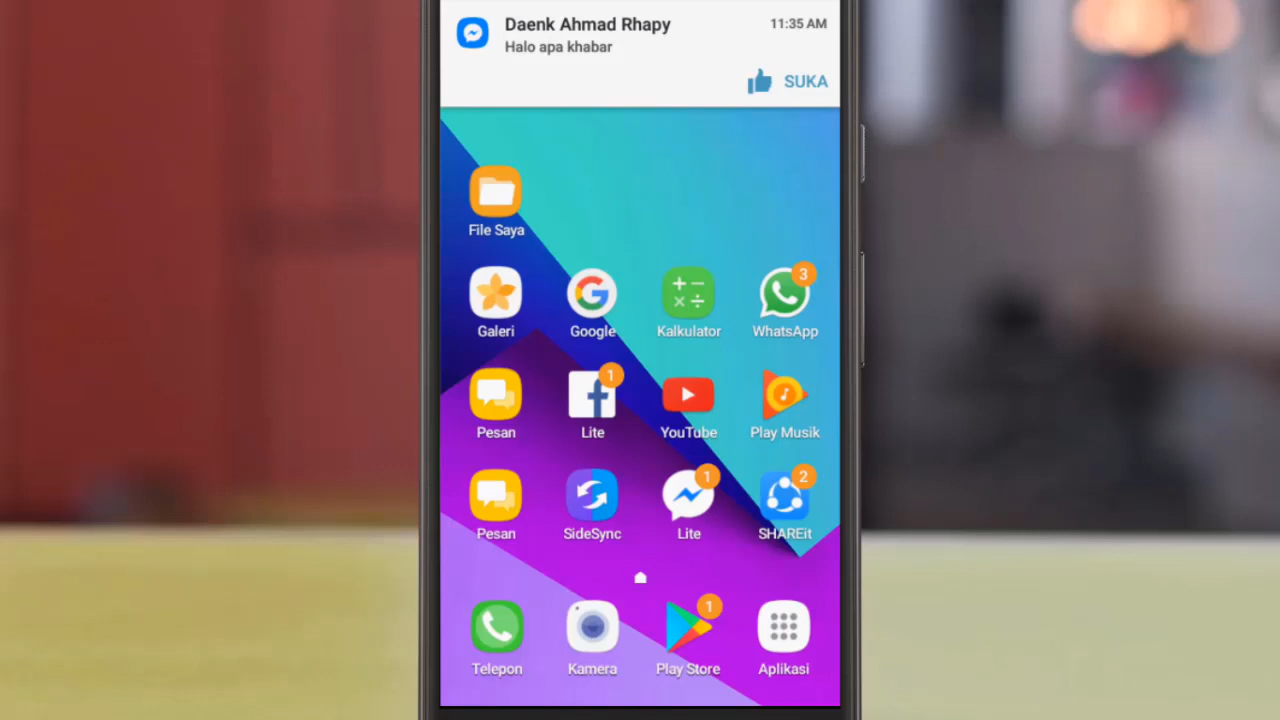 Daenk Ahmad Rhapy 11:35 AM
Halo apa khabar
SUKA
File Saya
3
Galeri Google Kalkulator WhatsApp
1
Pesan Lite YouTube Play Musik
1 2
Pesan SideSync Lite SHAREit
1
Telepon Kamera Play Store Aplikasi